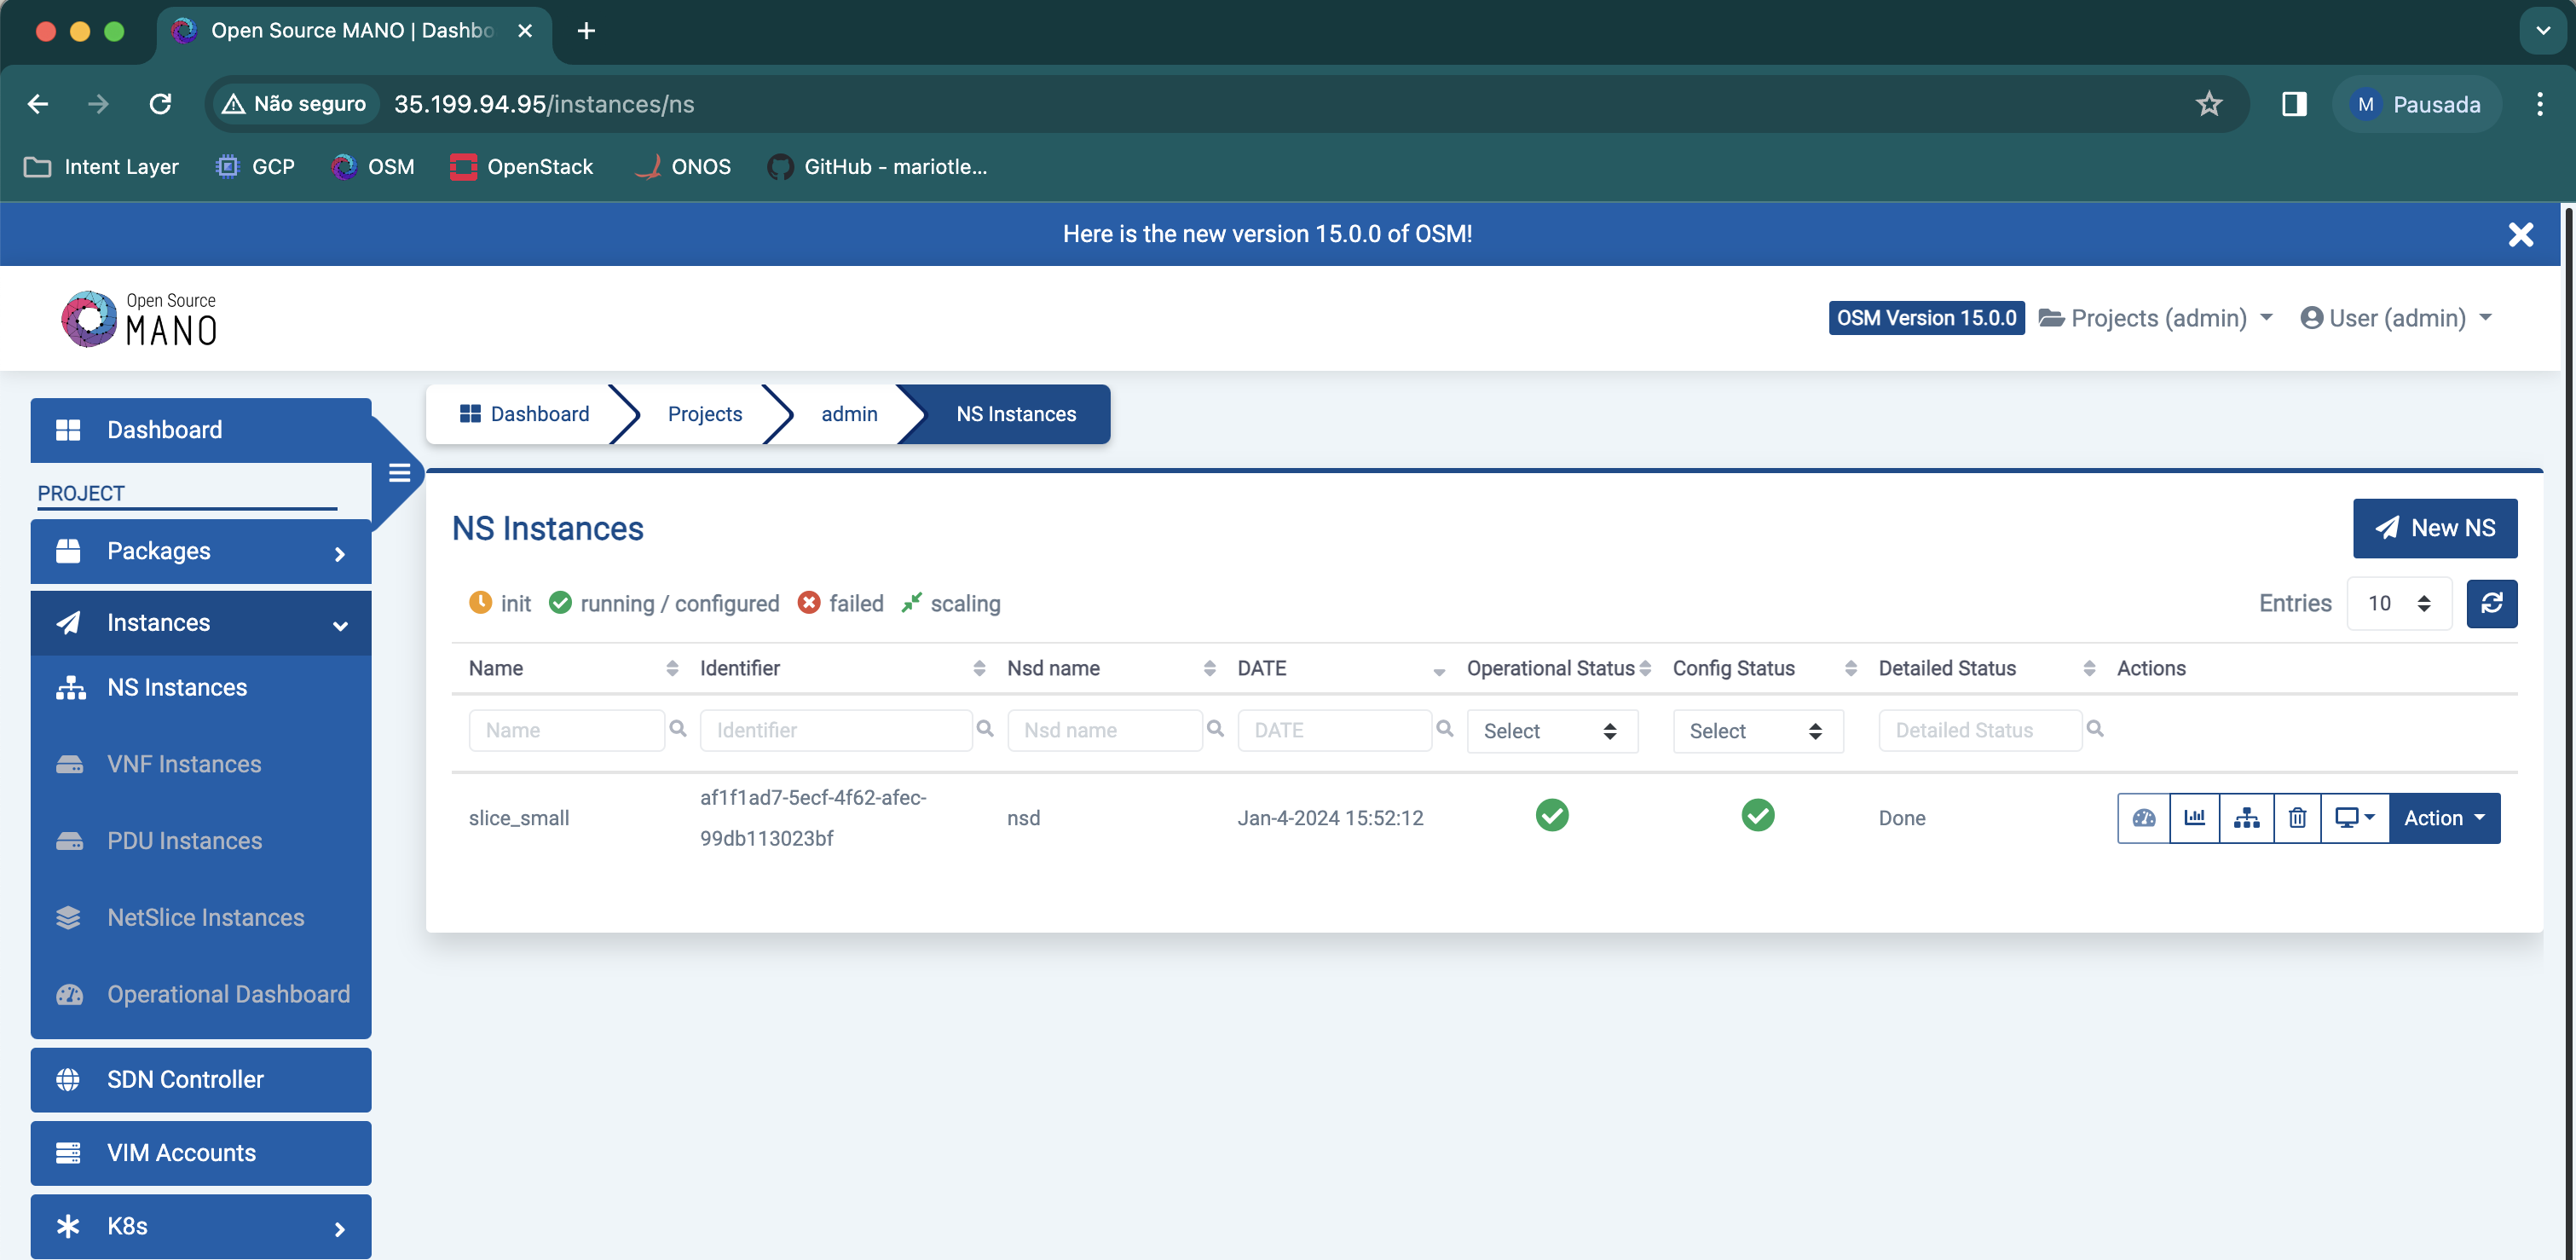 Open Source MANO | Dashbo
Não seguro 35.199.94.95/instances/ns M Pausada
Intent Layer GCP OSM OpenStack ONOS GitHub - mariotle...
Here is the new version 15.0.0 of OSM!
Open Source
MANO
OSM Version 15.0.0 Projects (admin) User (admin)
Dashboard
PROJECT
Packages
Instances
NS Instances
VNF Instances
PDU Instances
NetSlice Instances
Operational Dashboard
SDN Controller
VIM Accounts
K8s
Dashboard Projects admin NS Instances
NS Instances
New NS
init running / configured failed scaling
Entries 10
Name Identifier Nsd name DATE Operational Status Config Status Detailed Status Actions
Name Identifier Nsd name DATE Select Select Detailed Status
slice_small af1f1ad7-5ecf-4f62-afec-
99db113023bf nsd Jan-4-2024 15:52:12 Done Action